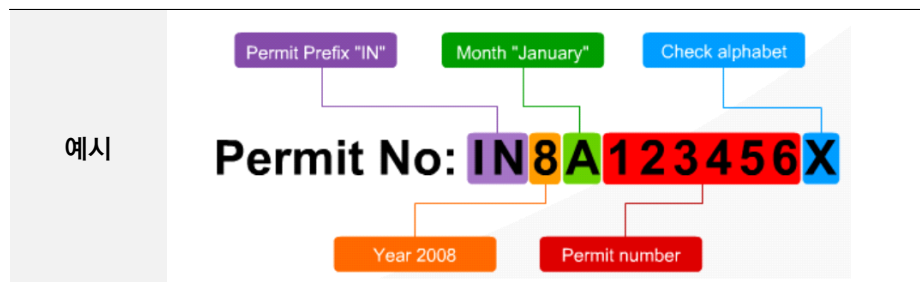 예시
Permit Prefix "IN"
Month "January"
Check alphabet
Permit No: IN8A123456X
Year 2008
Permit number